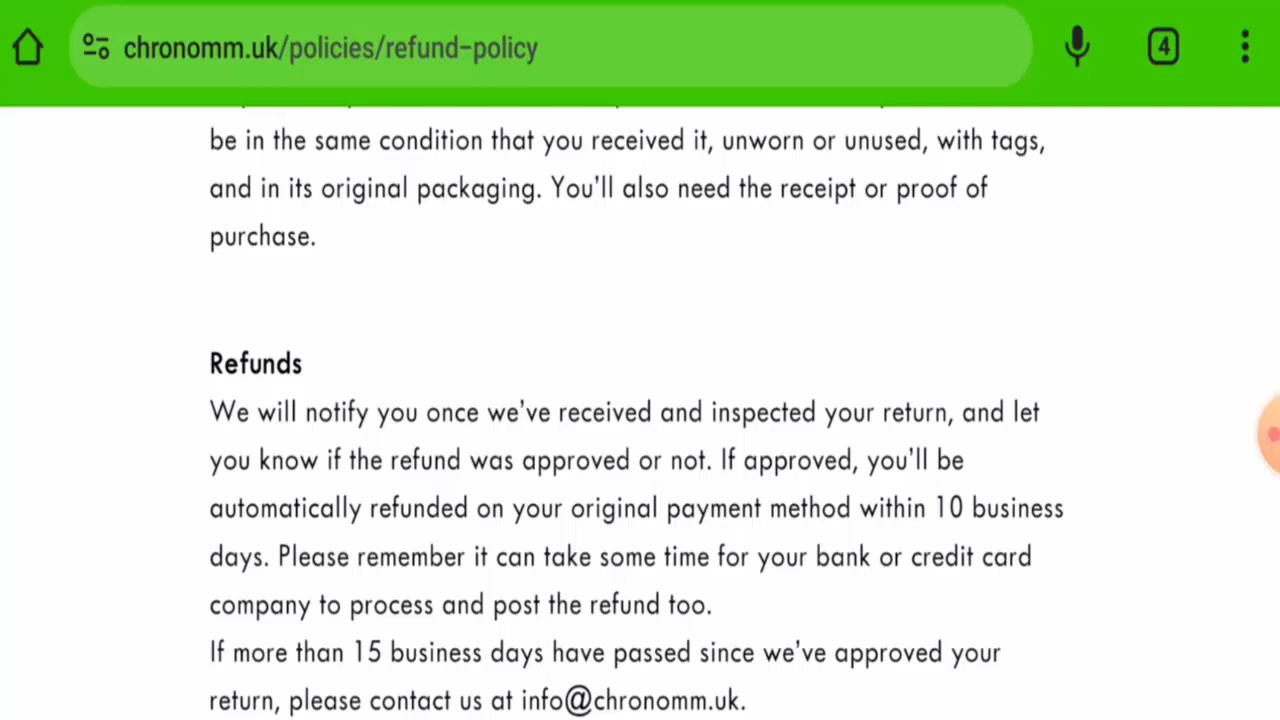 chronomm.uk/policies/refund-policy
4
be in the same condition that you received it, unworn or unused, with tags,
and in its original packaging. You'll also need the receipt or proof of
purchase.
Refunds
We will notify you once we've received and inspected your return, and let
you know if the refund was approved or not. If approved, you'll be
automatically refunded on your original payment method within 10 business
days. Please remember it can take some time for your bank or credit card
company to process and post the refund too.
If more than 15 business days have passed since we've approved your
return, please contact us at info@chronomm.uk.